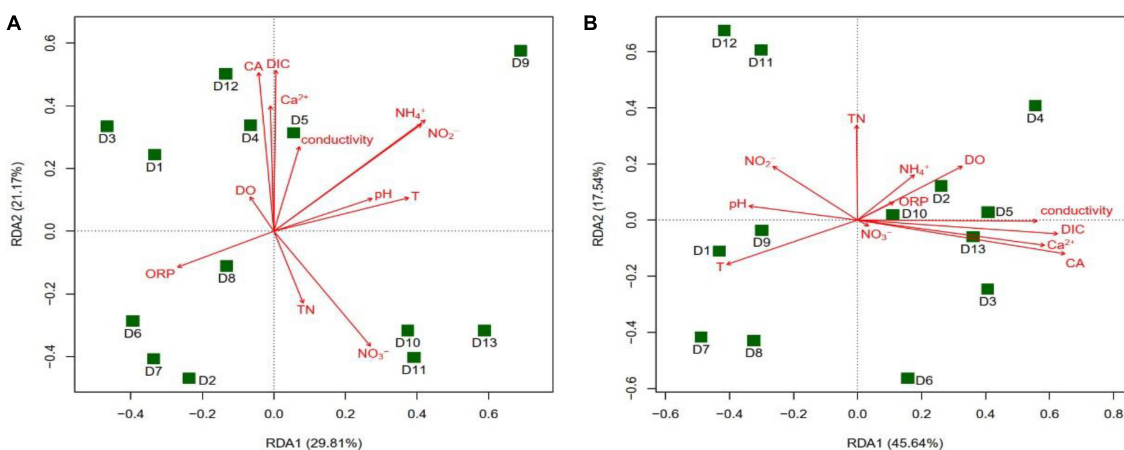 A
RDA2 (21.17%)
0.6
0.4
0.2
0.0
−0.2
−0.4
CA DIC
D9
D12
Ca²⁺
NH₄⁺
D3
D4
D5
NO₂⁻
D1
conductivity
DO
pH
T
ORP
D8
TN
D6
D10
D13
D7
NO₃⁻
D11
D2
−0.4
−0.2
0.0
0.2
0.4
0.6
RDA1 (29.81%)
B
RDA2 (17.54%)
0.6
0.4
0.2
0.0
−0.2
−0.4
−0.6
D12
D11
D4
TN
NO₂⁻
DO
NH₄⁺
pH
ORP
D2
D10
D5
conductivity
D9
NO₃⁻
DIC
D1
D13
Ca²⁺
T
CA
D3
D7
D8
D6
−0.6
−0.4
−0.2
0.0
0.2
0.4
0.6
0.8
RDA1 (45.64%)